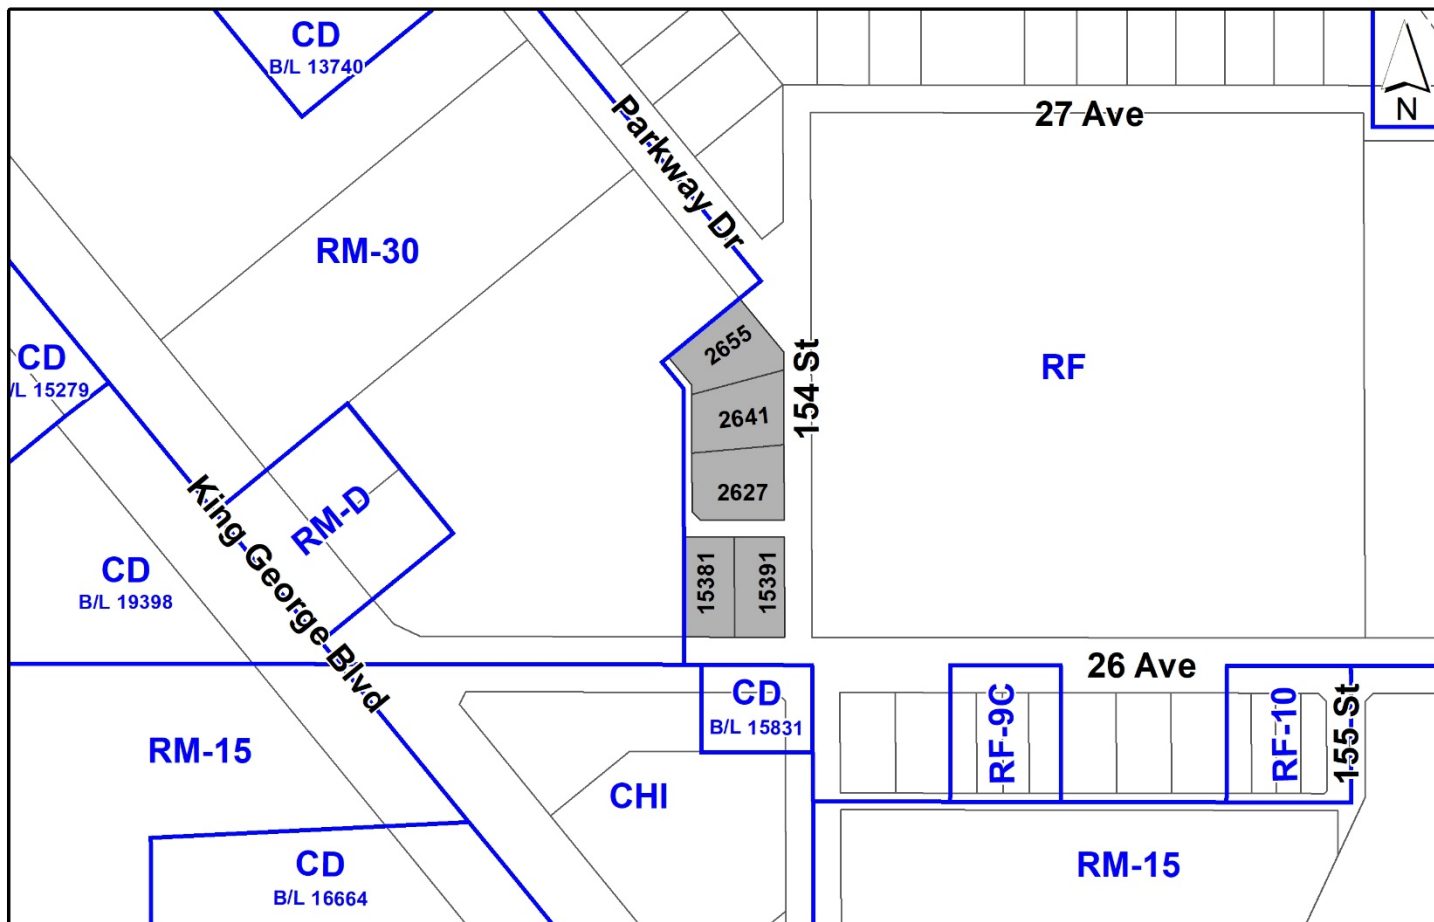 CD
B/L 13740
N
27 Ave
Parkway Dr
RM-30
2655
CD
/L 15279
154 St
RF
2641
2627
King George Blvd
RM-D
CD
B/L 19398
15381
15391
26 Ave
CD
B/L 15831
RF-9C
RF-10
155 St
RM-15
CHI
CD
B/L 16664
RM-15